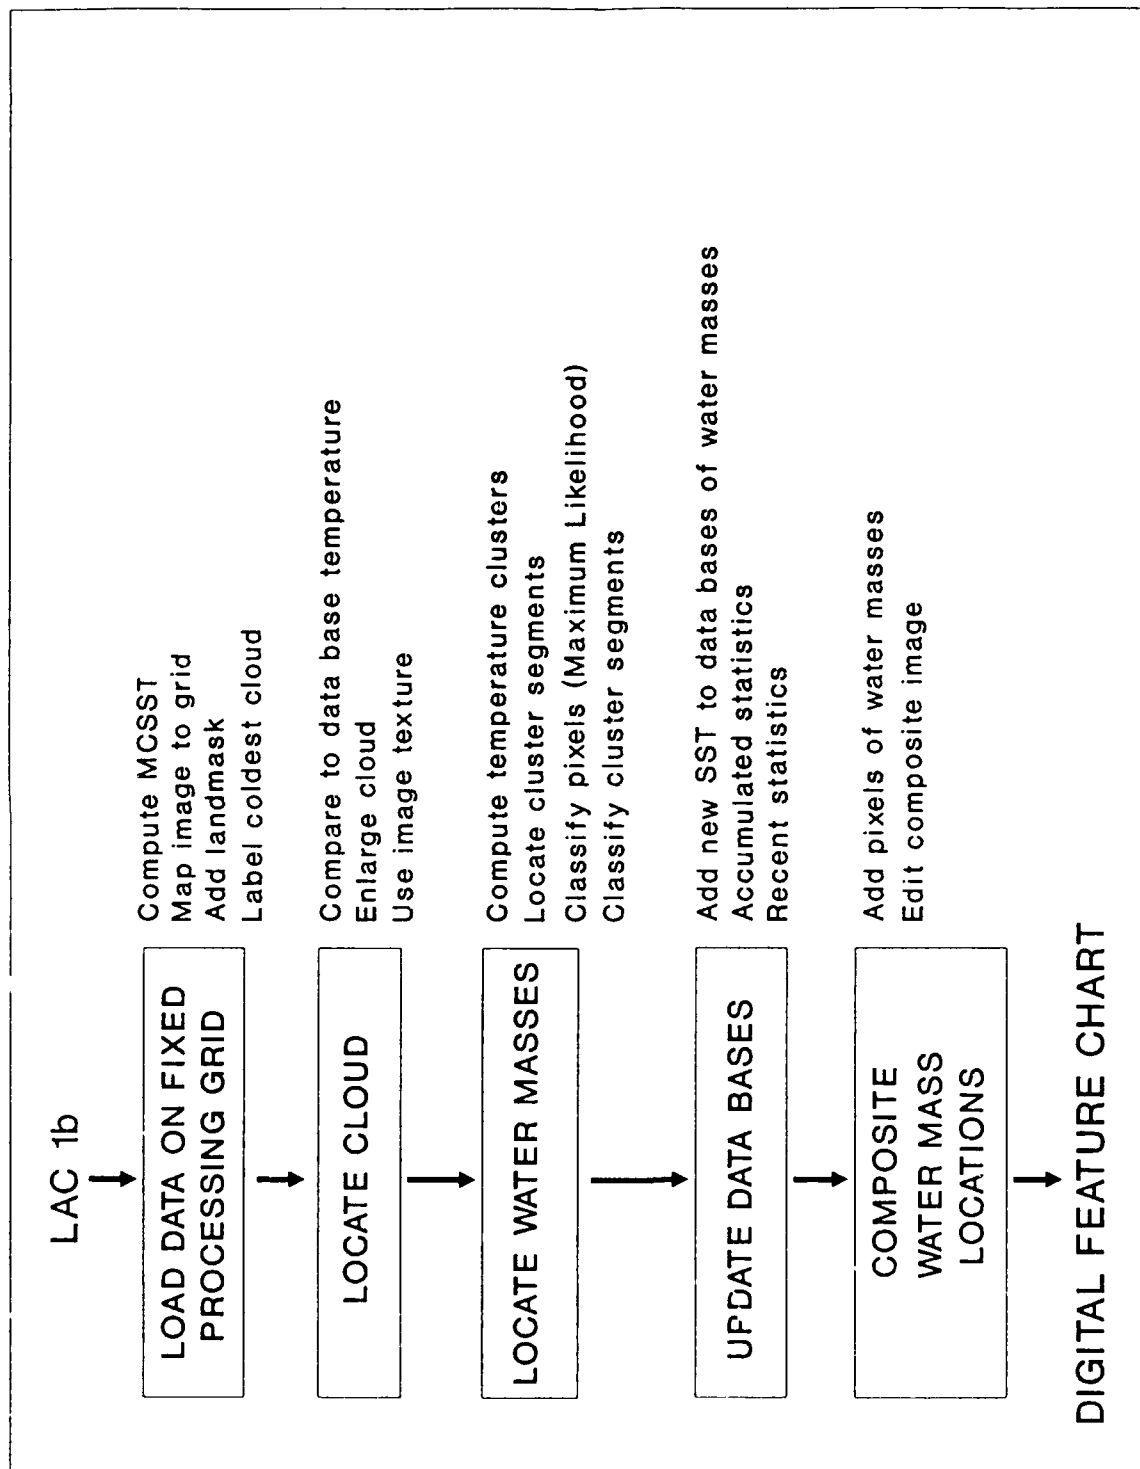 LAC 1b
LOAD DATA ON FIXED
PROCESSING GRID
Compute MCSST
Map image to grid
Add landmask
Label coldest cloud
LOCATE CLOUD
Compare to data base temperature
Enlarge cloud
Use image texture
LOCATE WATER MASSES
Compute temperature clusters
Locate cluster segments
Classify pixels (Maximum Likelihood)
Classify cluster segments
UPDATE DATA BASES
Add new SST to data bases of water masses
Accumulated statistics
Recent statistics
COMPOSITE
WATER MASS
LOCATIONS
Add pixels of water masses
Edit composite image
DIGITAL FEATURE CHART